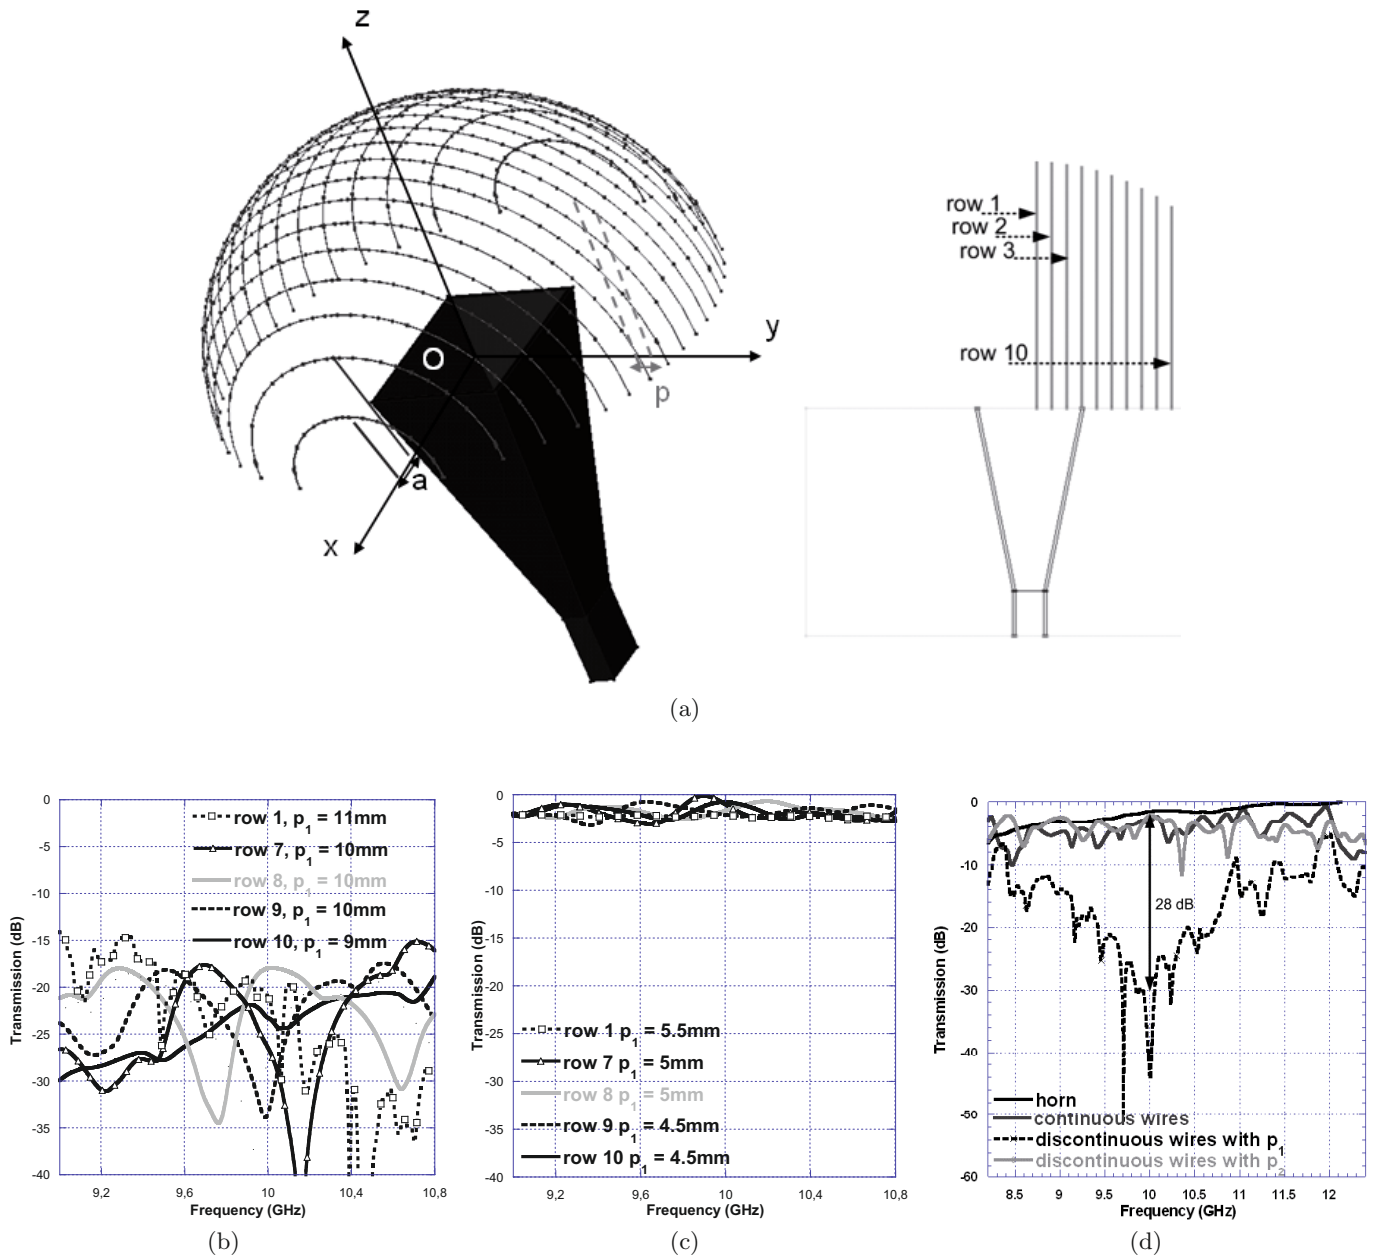 z
y
O
p
a
x
row 1
row 2
row 3
row 10
(a)
0
-5
-10
-15
-20
-25
-30
-35
-40
Transmission (dB)
row 1, p1 = 11mm
row 7, p1 = 10mm
row 8, p1 = 10mm
row 9, p1 = 10mm
row 10, p1 = 9mm
9,2 9,6 10 10,4 10,8
Frequency (GHz)
(b)
0
-5
-10
-15
-20
-25
-30
-35
-40
Transmission (dB)
row 1 p1 = 5.5mm
row 7 p1 = 5mm
row 8 p1 = 5mm
row 9 p1 = 4.5mm
row 10 p1 = 4.5mm
9,2 9,6 10 10,4 10,8
Frequency (GHz)
(c)
0
-10
-20
-30
-40
-50
-60
Transmission (dB)
28 dB
horn
continuous wires
discontinuous wires with p1
discontinuous wires with p2
8.5 9 9.5 10 10.5 11 11.5 12
Frequency (GHz)
(d)